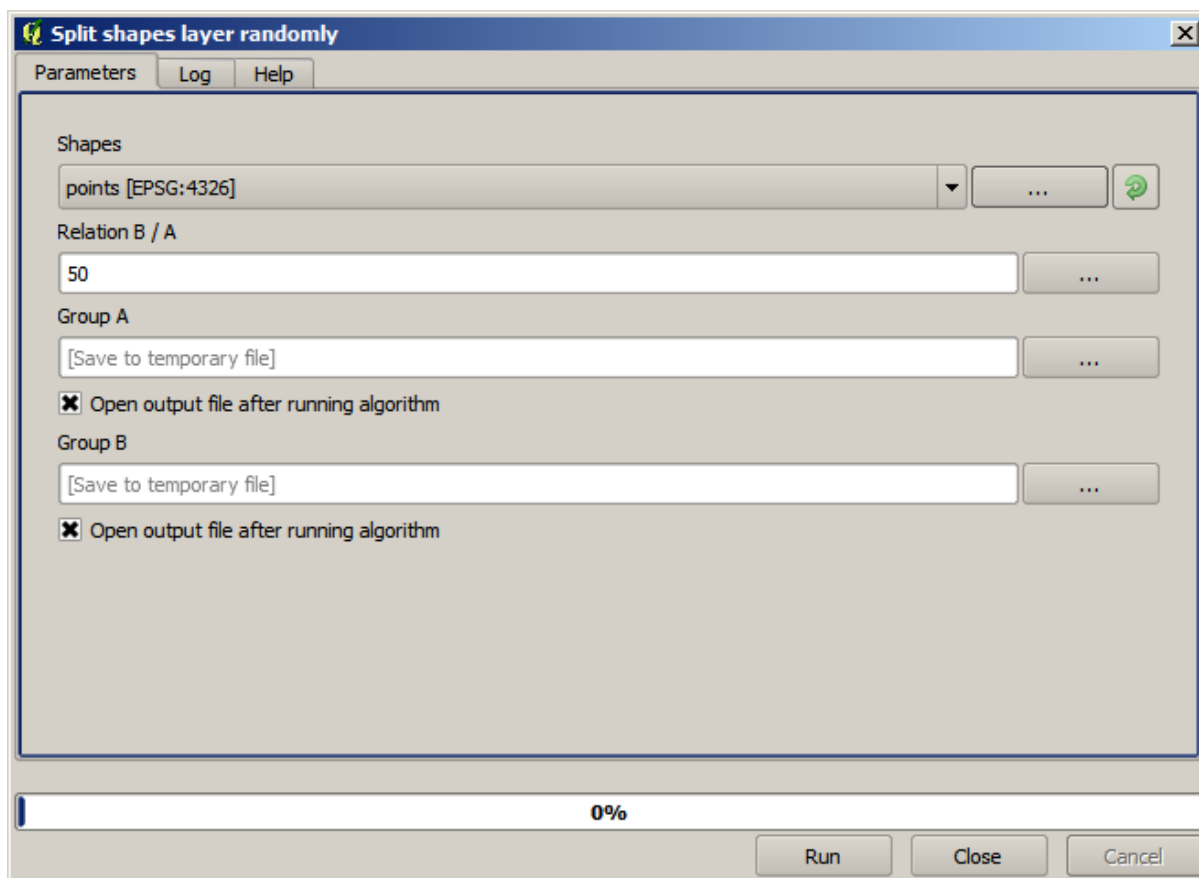 Split shapes layer randomly
Parameters Log Help
Shapes
points [EPSG:4326] ...
Relation B / A
50 ...
Group A
[Save to temporary file] ...
Open output file after running algorithm
Group B
[Save to temporary file] ...
Open output file after running algorithm
0%
Run Close Cancel